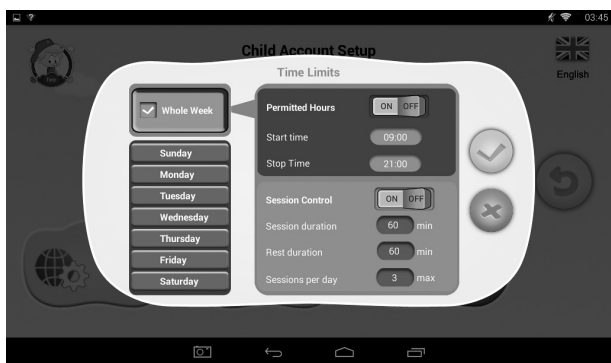 03:45
Child Account Setup
English
Time Limits
Whole Week
Sunday
Monday
Tuesday
Wednesday
Thursday
Friday
Saturday
Permitted Hours ON OFF
Start time 09:00
Stop Time 21:00
Session Control ON OFF
Session duration 60 min
Rest duration 60 min
Sessions per day 3 max